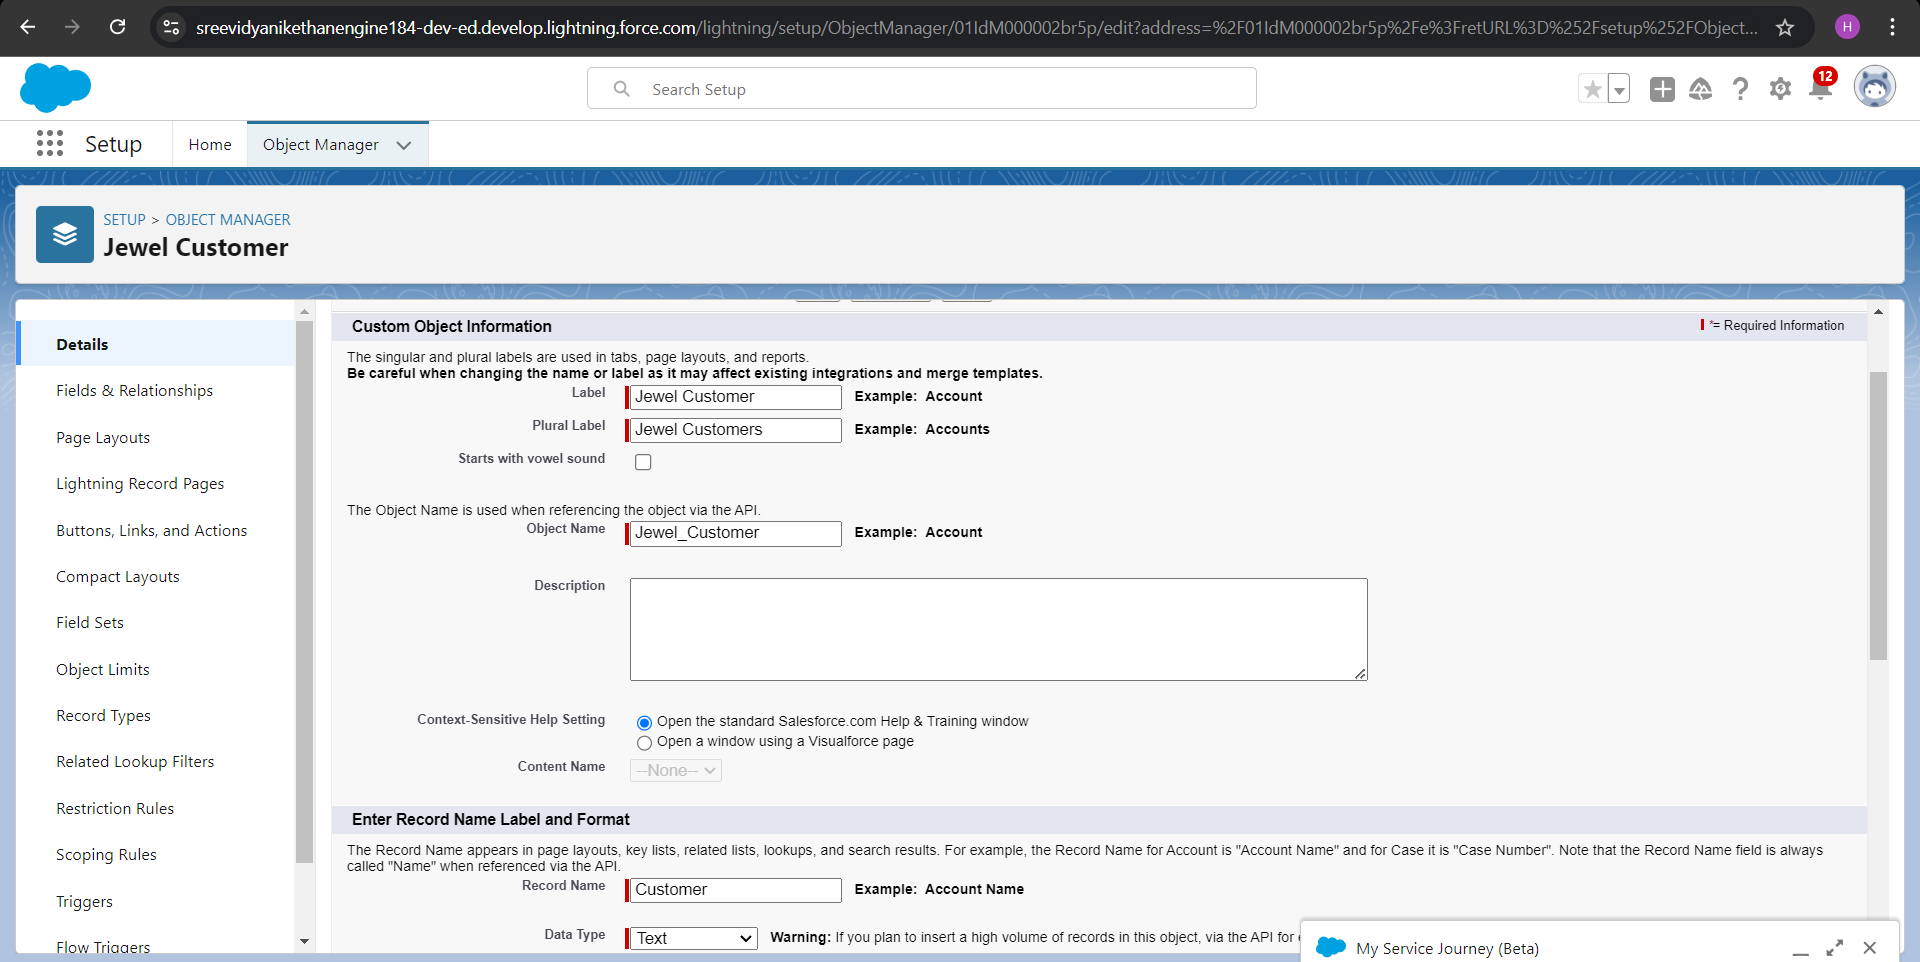 sreevidyanikethanengine184-dev-ed.develop.lightning.force.com/lightning/setup/ObjectManager/01IdM000002br5p/edit?address=%2F01IdM000002br5p%2Fe%3FretURL%3D%252Fsetup%252FObject...
H
Search Setup
12
Setup
Home
Object Manager
SETUP > OBJECT MANAGER
Jewel Customer
Details
Fields & Relationships
Page Layouts
Lightning Record Pages
Buttons, Links, and Actions
Compact Layouts
Field Sets
Object Limits
Record Types
Related Lookup Filters
Restriction Rules
Scoping Rules
Triggers
Flow Triggers
Custom Object Information
*= Required Information
The singular and plural labels are used in tabs, page layouts, and reports.
Be careful when changing the name or label as it may affect existing integrations and merge templates.
Label Jewel Customer Example: Account
Plural Label Jewel Customers Example: Accounts
Starts with vowel sound
The Object Name is used when referencing the object via the API.
Object Name Jewel_Customer Example: Account
Description
Context-Sensitive Help Setting Open the standard Salesforce.com Help & Training window
Open a window using a Visualforce page
Content Name --None--
Enter Record Name Label and Format
The Record Name appears in page layouts, key lists, related lists, lookups, and search results. For example, the Record Name for Account is "Account Name" and for Case it is "Case Number". Note that the Record Name field is always
called "Name" when referenced via the API.
Record Name Customer Example: Account Name
Data Type Text Warning: If you plan to insert a high volume of records in this object, via the API for
My Service Journey (Beta)